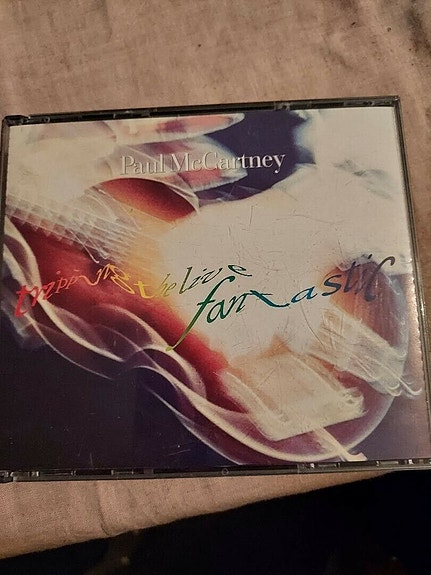 Paul McCartney
tripping the live
fantastic